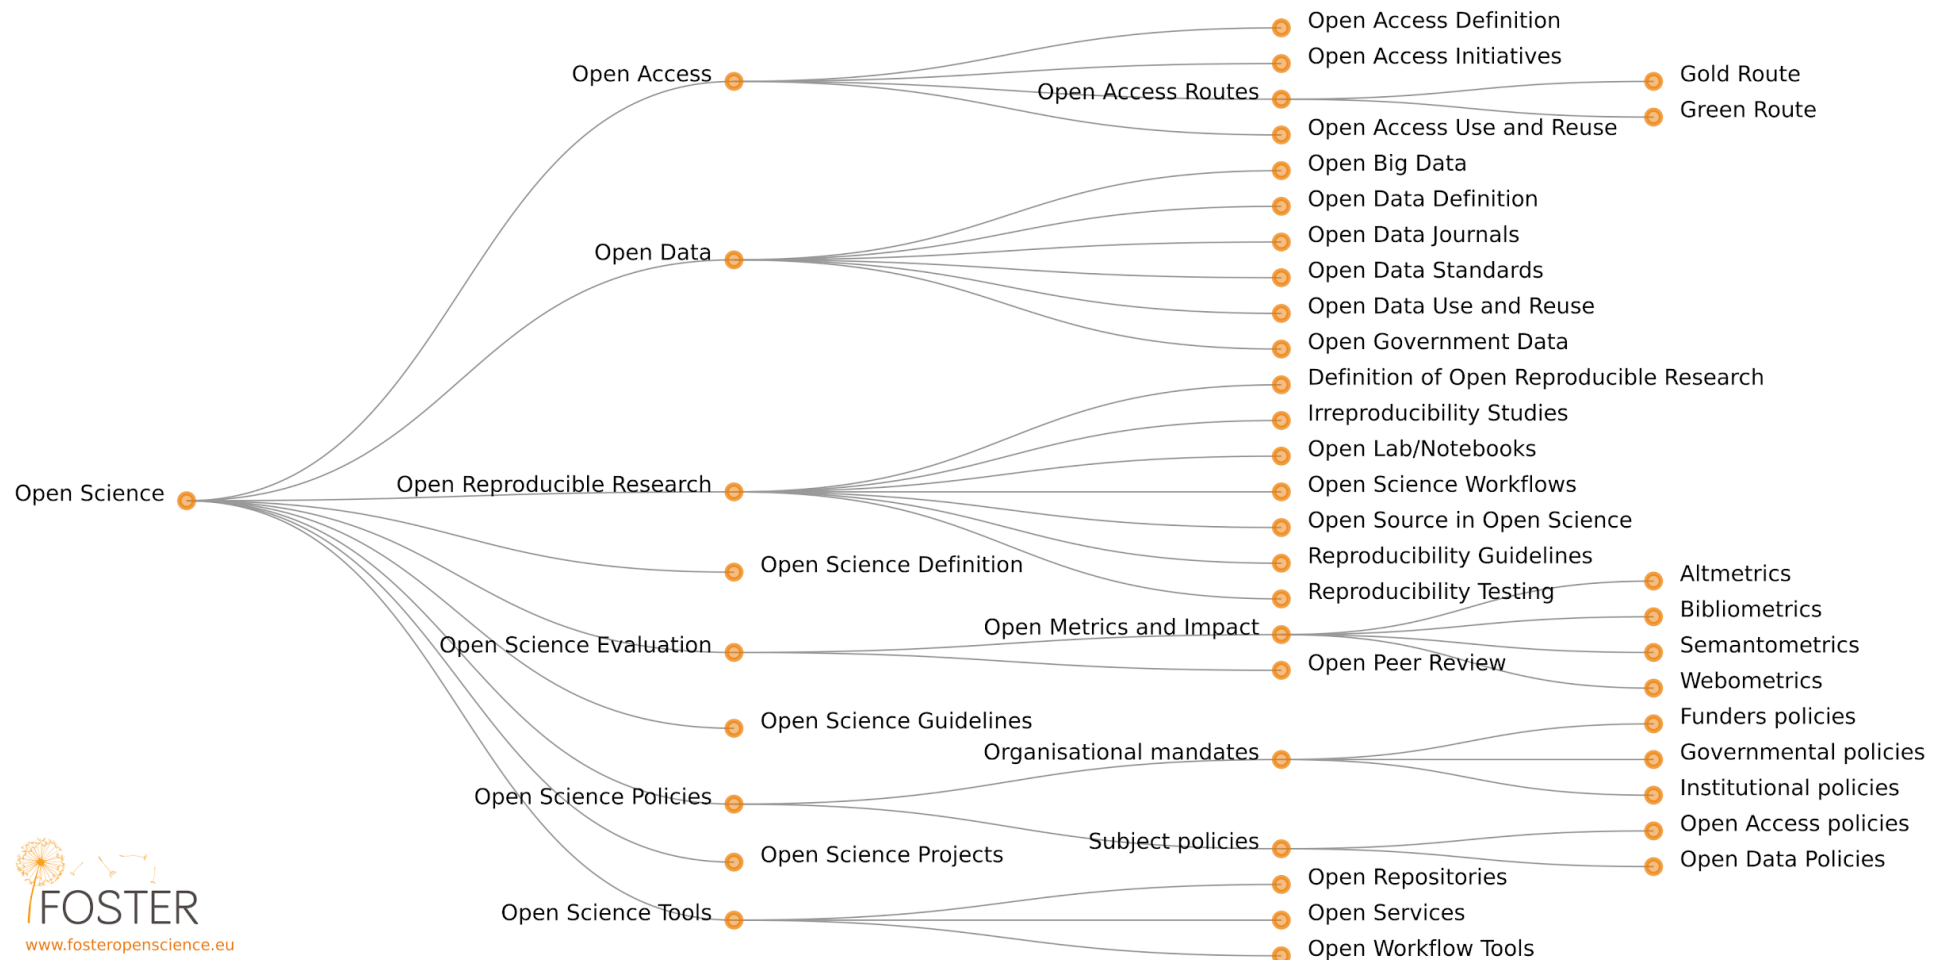 Open Science
Open Access
Open Access Definition
Open Access Initiatives
Open Access Routes
Gold Route
Green Route
Open Access Use and Reuse
Open Data
Open Big Data
Open Data Definition
Open Data Journals
Open Data Standards
Open Data Use and Reuse
Open Government Data
Open Reproducible Research
Definition of Open Reproducible Research
Irreproducibility Studies
Open Lab/Notebooks
Open Science Workflows
Open Source in Open Science
Reproducibility Guidelines
Reproducibility Testing
Open Science Definition
Open Science Evaluation
Open Metrics and Impact
Altmetrics
Bibliometrics
Semantometrics
Webometrics
Open Peer Review
Open Science Guidelines
Open Science Policies
Organisational mandates
Funders policies
Governmental policies
Institutional policies
Subject policies
Open Access policies
Open Data Policies
Open Science Projects
Open Science Tools
Open Repositories
Open Services
Open Workflow Tools
FOSTER
www.fosteropenscience.eu